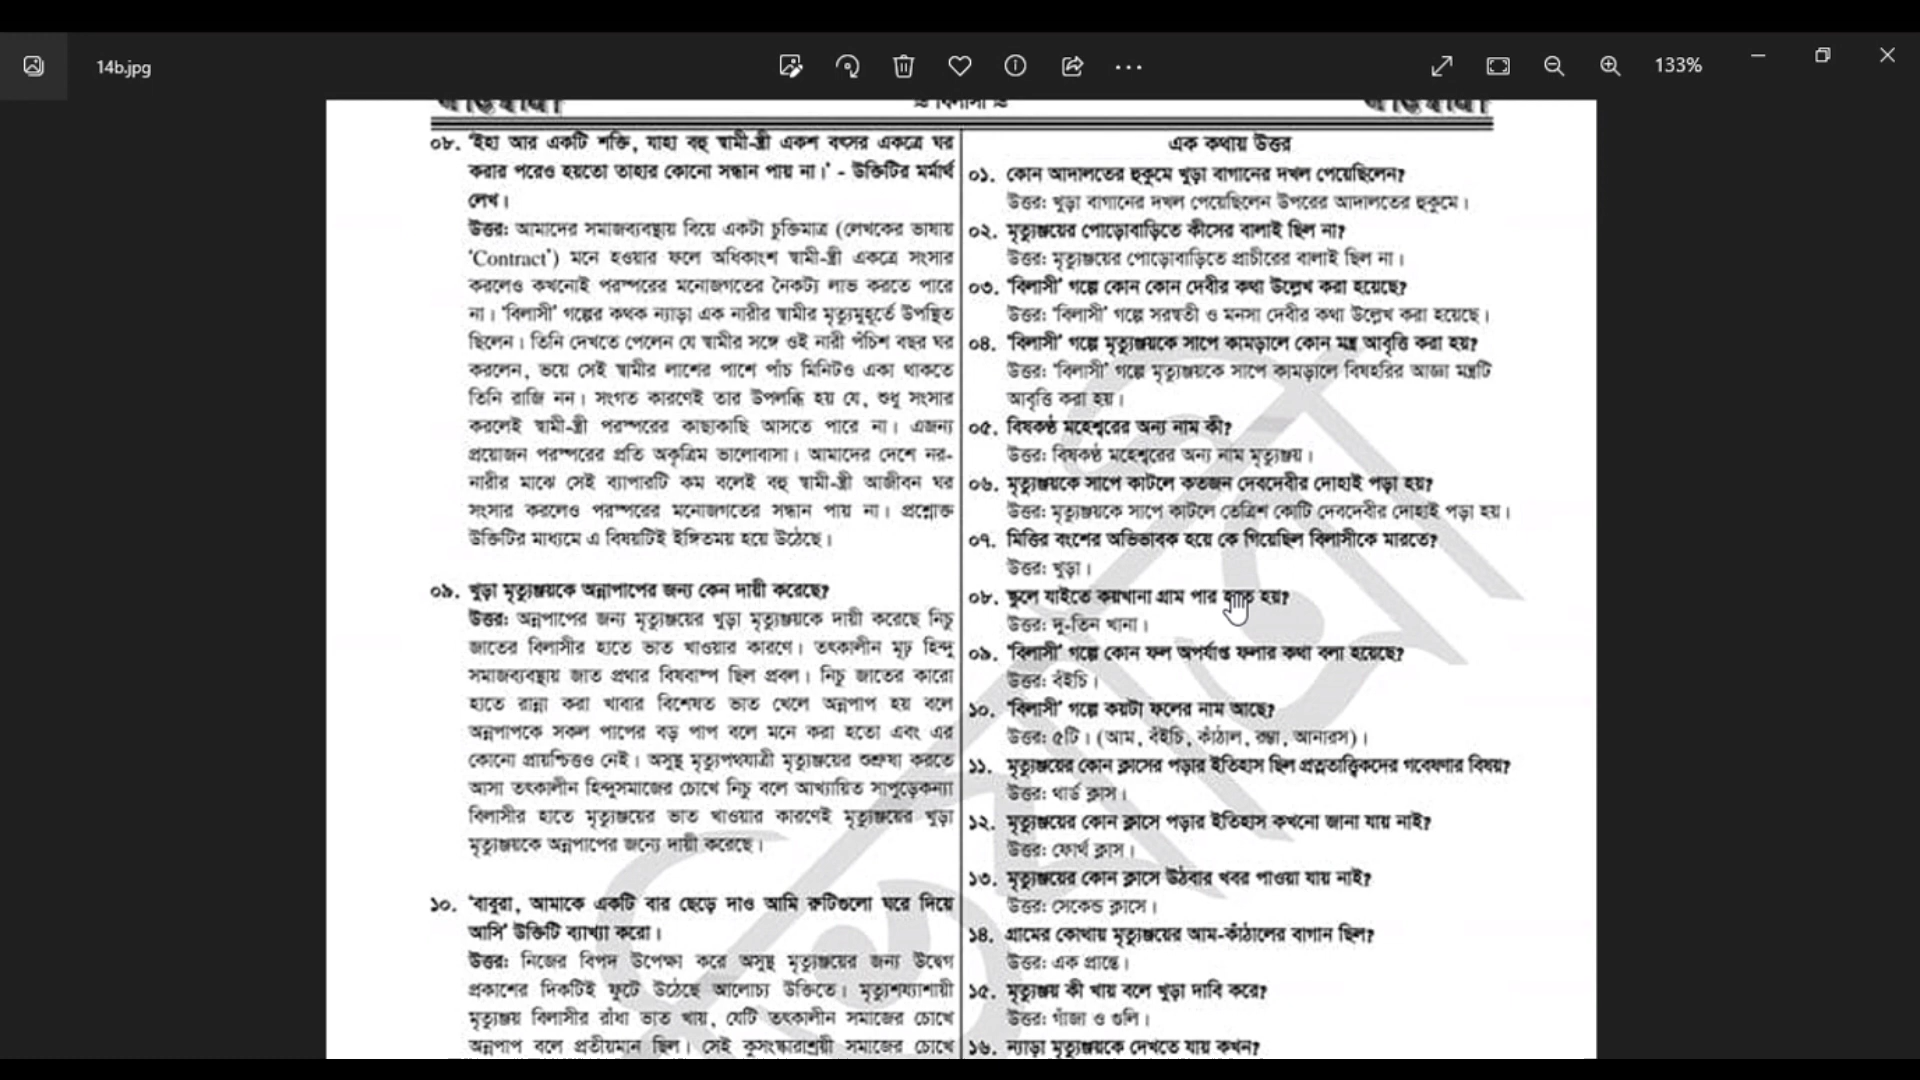 14b.jpg
133%
≈ বিলাসী ≈
০৮. 'ইহা আর একটি শক্তি, যাহা বহু স্বামী-স্ত্রী একশ বৎসর একত্রে ঘর
করার পরেও হয়তো তাহার কোনো সন্ধান পায় না।' - উক্তিটির মর্মার্থ
লেখ।
উত্তর: আমাদের সমাজব্যবস্থায় বিয়ে একটা চুক্তিমাত্র (লেখকের ভাষায়
'Contract') মনে হওয়ার ফলে অধিকাংশ স্বামী-স্ত্রী একত্রে সংসার
করলেও কখনোই পরস্পরের মনোজগতের নৈকট্য লাভ করতে পারে
না। 'বিলাসী' গল্পের কথক ন্যাড়া এক নারীর স্বামীর মৃত্যুমুহূর্তে উপস্থিত
ছিলেন। তিনি দেখতে পেলেন যে স্বামীর সঙ্গে ওই নারী পঁচিশ বছর ঘর
করলেন, ভয়ে সেই স্বামীর লাশের পাশে পাঁচ মিনিটও একা থাকতে
তিনি রাজি নন। সংগত কারণেই তার উপলব্ধি হয় যে, শুধু সংসার
করলেই স্বামী-স্ত্রী পরস্পরের কাছাকাছি আসতে পারে না। এজন্য
প্রয়োজন পরস্পরের প্রতি অকৃত্রিম ভালোবাসা। আমাদের দেশে নর-
নারীর মাঝে সেই ব্যাপারটি কম বলেই বহু স্বামী-স্ত্রী আজীবন ঘর
সংসার করলেও পরস্পরের মনোজগতের সন্ধান পায় না। প্রশ্নোক্ত
উক্তিটির মাধ্যমে এ বিষয়টিই ইঙ্গিতময় হয়ে উঠেছে।
০৯. খুড়া মৃত্যুঞ্জয়কে অন্নপাপের জন্য কেন দায়ী করেছে?
উত্তর: অন্নপাপের জন্য মৃত্যুঞ্জয়ের খুড়া মৃত্যুঞ্জয়কে দায়ী করেছে নিচু
জাতের বিলাসীর হাতে ভাত খাওয়ার কারণে। তৎকালীন মূঢ় হিন্দু
সমাজব্যবস্থায় জাত প্রথার বিষবাষ্প ছিল প্রবল। নিচু জাতের কারো
হাতে রান্না করা খাবার বিশেষত ভাত খেলে অন্নপাপ হয় বলে
অন্নপাপকে সকল পাপের বড় পাপ বলে মনে করা হতো এবং এর
কোনো প্রায়শ্চিত্তও নেই। অসুস্থ মৃত্যুপথযাত্রী মৃত্যুঞ্জয়ের শুশ্রূষা করতে
আসা তৎকালীন হিন্দুসমাজের চোখে নিচু বলে আখ্যায়িত সাপুড়েকন্যা
বিলাসীর হাতে মৃত্যুঞ্জয়ের ভাত খাওয়ার কারণেই মৃত্যুঞ্জয়ের খুড়া
মৃত্যুঞ্জয়কে অন্নপাপের জন্যে দায়ী করেছে।
১০. 'বাবুরা, আমাকে একটি বার ছেড়ে দাও আমি রুটিগুলো ঘরে দিয়ে
আসি' উক্তিটি ব্যাখ্যা করো।
উত্তর: নিজের বিপদ উপেক্ষা করে অসুস্থ মৃত্যুঞ্জয়ের জন্য উদ্বেগ
প্রকাশের দিকটিই ফুটে উঠেছে আলোচ্য উক্তিতে। মৃত্যুশয্যাশায়ী
মৃত্যুঞ্জয় বিলাসীর রাঁধা ভাত খায়, যেটি তৎকালীন সমাজের চোখে
অন্নপাপ বলে প্রতীয়মান ছিল। সেই কুসংস্কারাশ্রয়ী সমাজের চোখে
এক কথায় উত্তর
০১. কোন আদালতের হুকুমে খুড়া বাগানের দখল পেয়েছিলেন?
উত্তর: খুড়া বাগানের দখল পেয়েছিলেন উপরের আদালতের হুকুমে।
০২. মৃত্যুঞ্জয়ের পোড়োবাড়িতে কীসের বালাই ছিল না?
উত্তর: মৃত্যুঞ্জয়ের পোড়োবাড়িতে প্রাচীরের বালাই ছিল না।
০৩. 'বিলাসী' গল্পে কোন কোন দেবীর কথা উল্লেখ করা হয়েছে?
উত্তর: 'বিলাসী' গল্পে সরস্বতী ও মনসা দেবীর কথা উল্লেখ করা হয়েছে।
০৪. 'বিলাসী' গল্পে মৃত্যুঞ্জয়কে সাপে কামড়ালে কোন মন্ত্র আবৃত্তি করা হয়?
উত্তর: 'বিলাসী' গল্পে মৃত্যুঞ্জয়কে সাপে কামড়ালে বিষহরির আজ্ঞা মন্ত্রটি
আবৃত্তি করা হয়।
০৫. বিষকণ্ঠ মহেশ্বরের অন্য নাম কী?
উত্তর: বিষকণ্ঠ মহেশ্বরের অন্য নাম মৃত্যুঞ্জয়।
০৬. মৃত্যুঞ্জয়কে সাপে কাটলে কতজন দেবদেবীর দোহাই পড়া হয়?
উত্তর: মৃত্যুঞ্জয়কে সাপে কাটলে তেত্রিশ কোটি দেবদেবীর দোহাই পড়া হয়।
০৭. মিত্তির বংশের অভিভাবক হয়ে কে গিয়েছিল বিলাসীকে মারতে?
উত্তর: খুড়া।
০৮. স্কুলে যাইতে কয়খানা গ্রাম পার হয়?
উত্তর: দু-তিন খানা।
০৯. 'বিলাসী' গল্পে কোন ফল অপর্যাপ্ত ফলার কথা বলা হয়েছে?
উত্তর: বঁইচি।
১০. 'বিলাসী' গল্পে কয়টা ফলের নাম আছে?
উত্তর: ৫টি। (আম, বঁইচি, কাঁঠাল, রম্ভা, আনারস)।
১১. মৃত্যুঞ্জয়ের কোন ক্লাসের পড়ার ইতিহাস ছিল প্রত্নতাত্ত্বিকদের গবেষণার বিষয়?
উত্তর: থার্ড ক্লাস।
১২. মৃত্যুঞ্জয়ের কোন ক্লাসে পড়ার ইতিহাস কখনো জানা যায় নাই?
উত্তর: ফোর্থ ক্লাস।
১৩. মৃত্যুঞ্জয়ের কোন ক্লাসে উঠবার খবর পাওয়া যায় নাই?
উত্তর: সেকেন্ড ক্লাসে।
১৪. গ্রামের কোথায় মৃত্যুঞ্জয়ের আম-কাঁঠালের বাগান ছিল?
উত্তর: এক প্রান্তে।
১৫. মৃত্যুঞ্জয় কী খায় বলে খুড়া দাবি করে?
উত্তর: গাঁজা ও গুলি।
১৬. ন্যাড়া মৃত্যুঞ্জয়কে দেখতে যায় কখন?